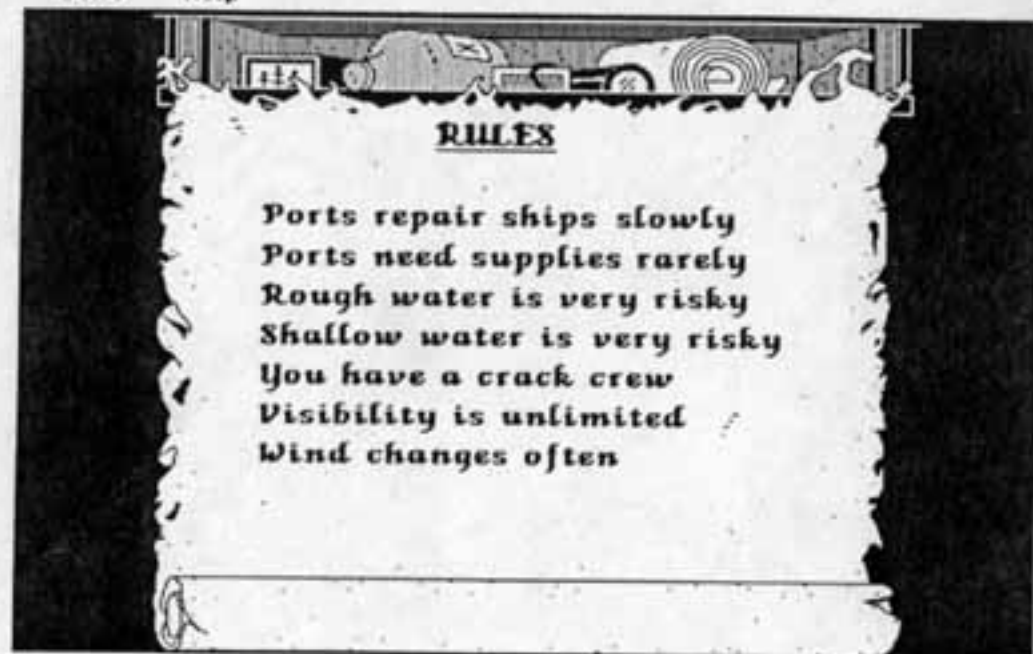 RULES
Ports repair ships slowly
Ports need supplies rarely
Rough water is very risky
Shallow water is very risky
You have a crack crew
Visibility is unlimited
Wind changes often